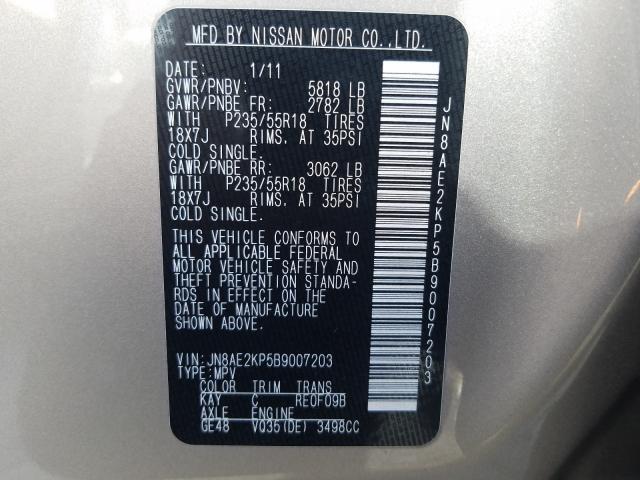 MFD BY NISSAN MOTOR CO.,LTD.
DATE: 1/11
GVWR/PNBV: 5818 LB
GAWR/PNBE FR: 2782 LB
WITH P235/55R18 TIRES
18X7J RIMS. AT 35PSI
COLD SINGLE.
GAWR/PNBE RR: 3062 LB
WITH P235/55R18 TIRES
18X7J RIMS. AT 35PSI
COLD SINGLE.
THIS VEHICLE CONFORMS TO
ALL APPLICABLE FEDERAL
MOTOR VEHICLE SAFETY AND
THEFT PREVENTION STANDA-
RDS IN EFFECT ON THE
DATE OF MANUFACTURE
SHOWN ABOVE.
VIN: JN8AE2KP5B9007203
TYPE: MPV
COLOR TRIM TRANS
KAY C RE0F09B
AXLE ENGINE
GE48 VQ35(DE) 3498CC
JN8AE2KP5B9007203